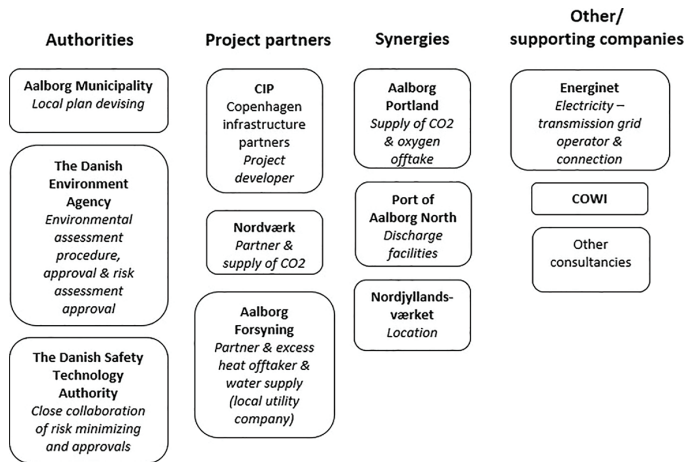 Authorities
Aalborg Municipality
Local plan devising
The Danish
Environment
Agency
Environmental
assessment
procedure,
approval & risk
assessment
approval
The Danish Safety
Technology
Authority
Close collaboration
of risk minimizing
and approvals
Project partners
CIP
Copenhagen
infrastructure
partners
Project
developer
Nordværk
Partner &
supply of CO2
Aalborg
Forsyning
Partner & excess
heat offtaker &
water supply
(local utility
company)
Synergies
Aalborg
Portland
Supply of CO2
& oxygen
offtake
Port of
Aalborg North
Discharge
facilities
Nordjyllands-
værket
Location
Other/
supporting companies
Energinet
Electricity –
transmission grid
operator &
connection
COWI
Other
consultancies